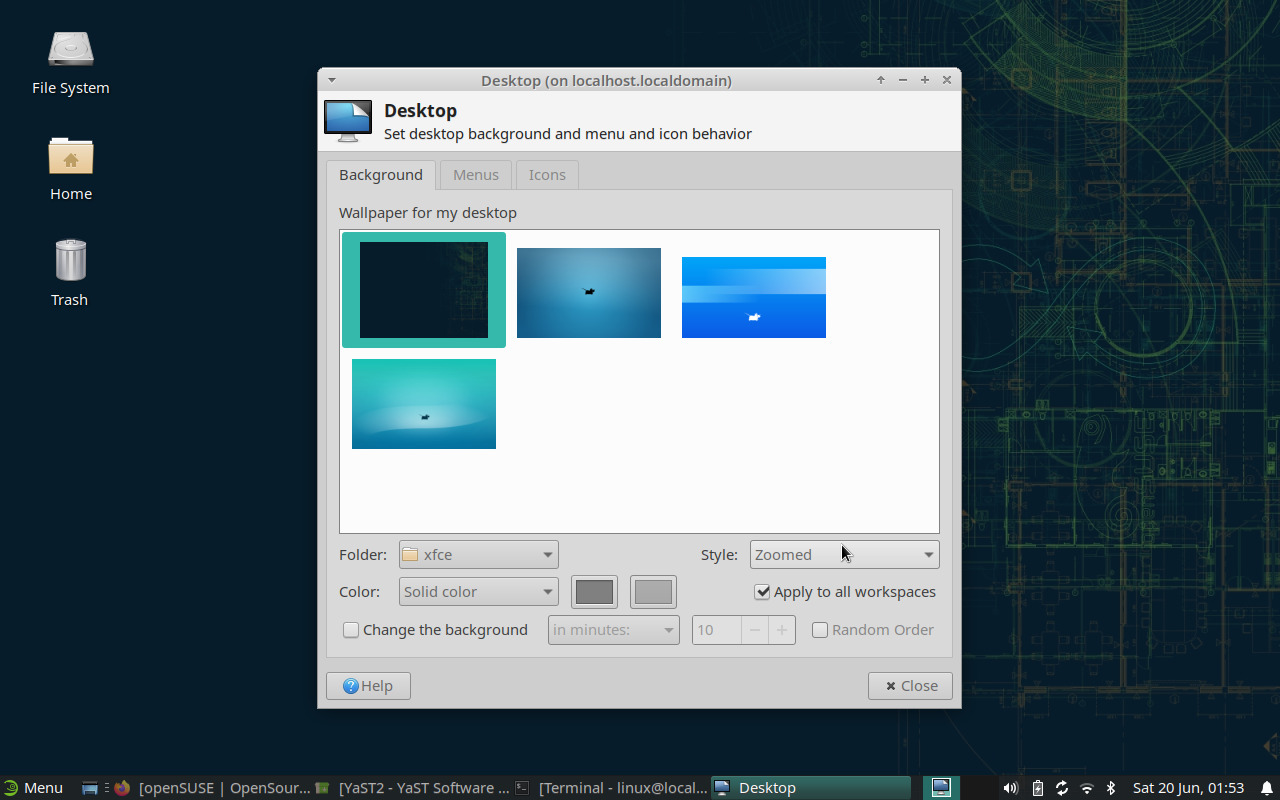 File System
Home
Trash
Desktop (on localhost.localdomain)
Desktop
Set desktop background and menu and icon behavior
Background
Menus
Icons
Wallpaper for my desktop
Folder:
xfce
Style:
Zoomed
Color:
Solid color
Apply to all workspaces
Change the background
in minutes:
10
Random Order
Help
Close
Menu
[openSUSE | OpenSour...
[YaST2 - YaST Software ...
[Terminal - linux@local...
Desktop
Sat 20 Jun, 01:53